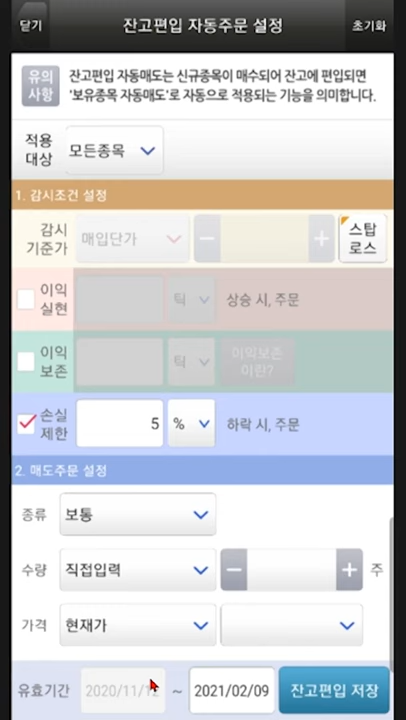 닫기 잔고편입 자동주문 설정 초기화
유의 사항
잔고편입 자동매도는 신규종목이 매수되어 잔고에 편입되면
'보유종목 자동매도'로 자동으로 적용되는 기능을 의미합니다.
적용 대상 모든종목
1. 감시조건 설정
감시 기준가 매입단가 − + 스탑 로스
이익 실현 틱 상승 시, 주문
이익 보존 틱 이익보존 이란?
손실 제한 5 % 하락 시, 주문
2. 매도주문 설정
종류 보통
수량 직접입력 − + 주
가격 현재가
유효기간 2020/11/12 ~ 2021/02/09 잔고편입 저장